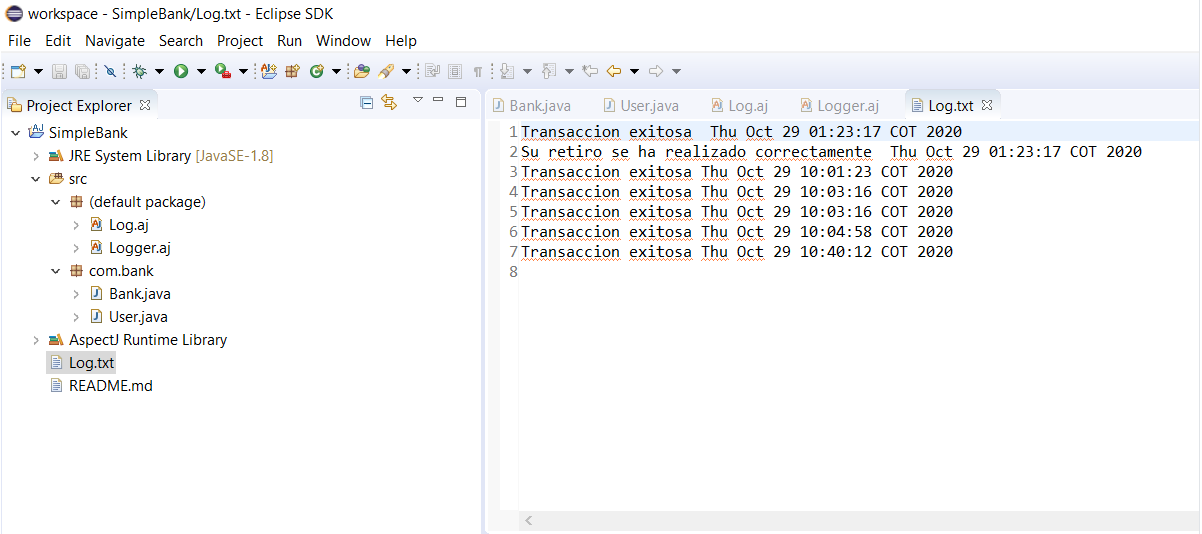 workspace - SimpleBank/Log.txt - Eclipse SDK
File Edit Navigate Search Project Run Window Help
Project Explorer
SimpleBank
JRE System Library [JavaSE-1.8]
src
(default package)
Log.aj
Logger.aj
com.bank
Bank.java
User.java
AspectJ Runtime Library
Log.txt
README.md
Bank.java User.java Log.aj Logger.aj Log.txt
1 Transaccion exitosa  Thu Oct 29 01:23:17 COT 2020
2 Su retiro se ha realizado correctamente  Thu Oct 29 01:23:17 COT 2020
3 Transaccion exitosa Thu Oct 29 10:01:23 COT 2020
4 Transaccion exitosa Thu Oct 29 10:03:16 COT 2020
5 Transaccion exitosa Thu Oct 29 10:03:16 COT 2020
6 Transaccion exitosa Thu Oct 29 10:04:58 COT 2020
7 Transaccion exitosa Thu Oct 29 10:40:12 COT 2020
8